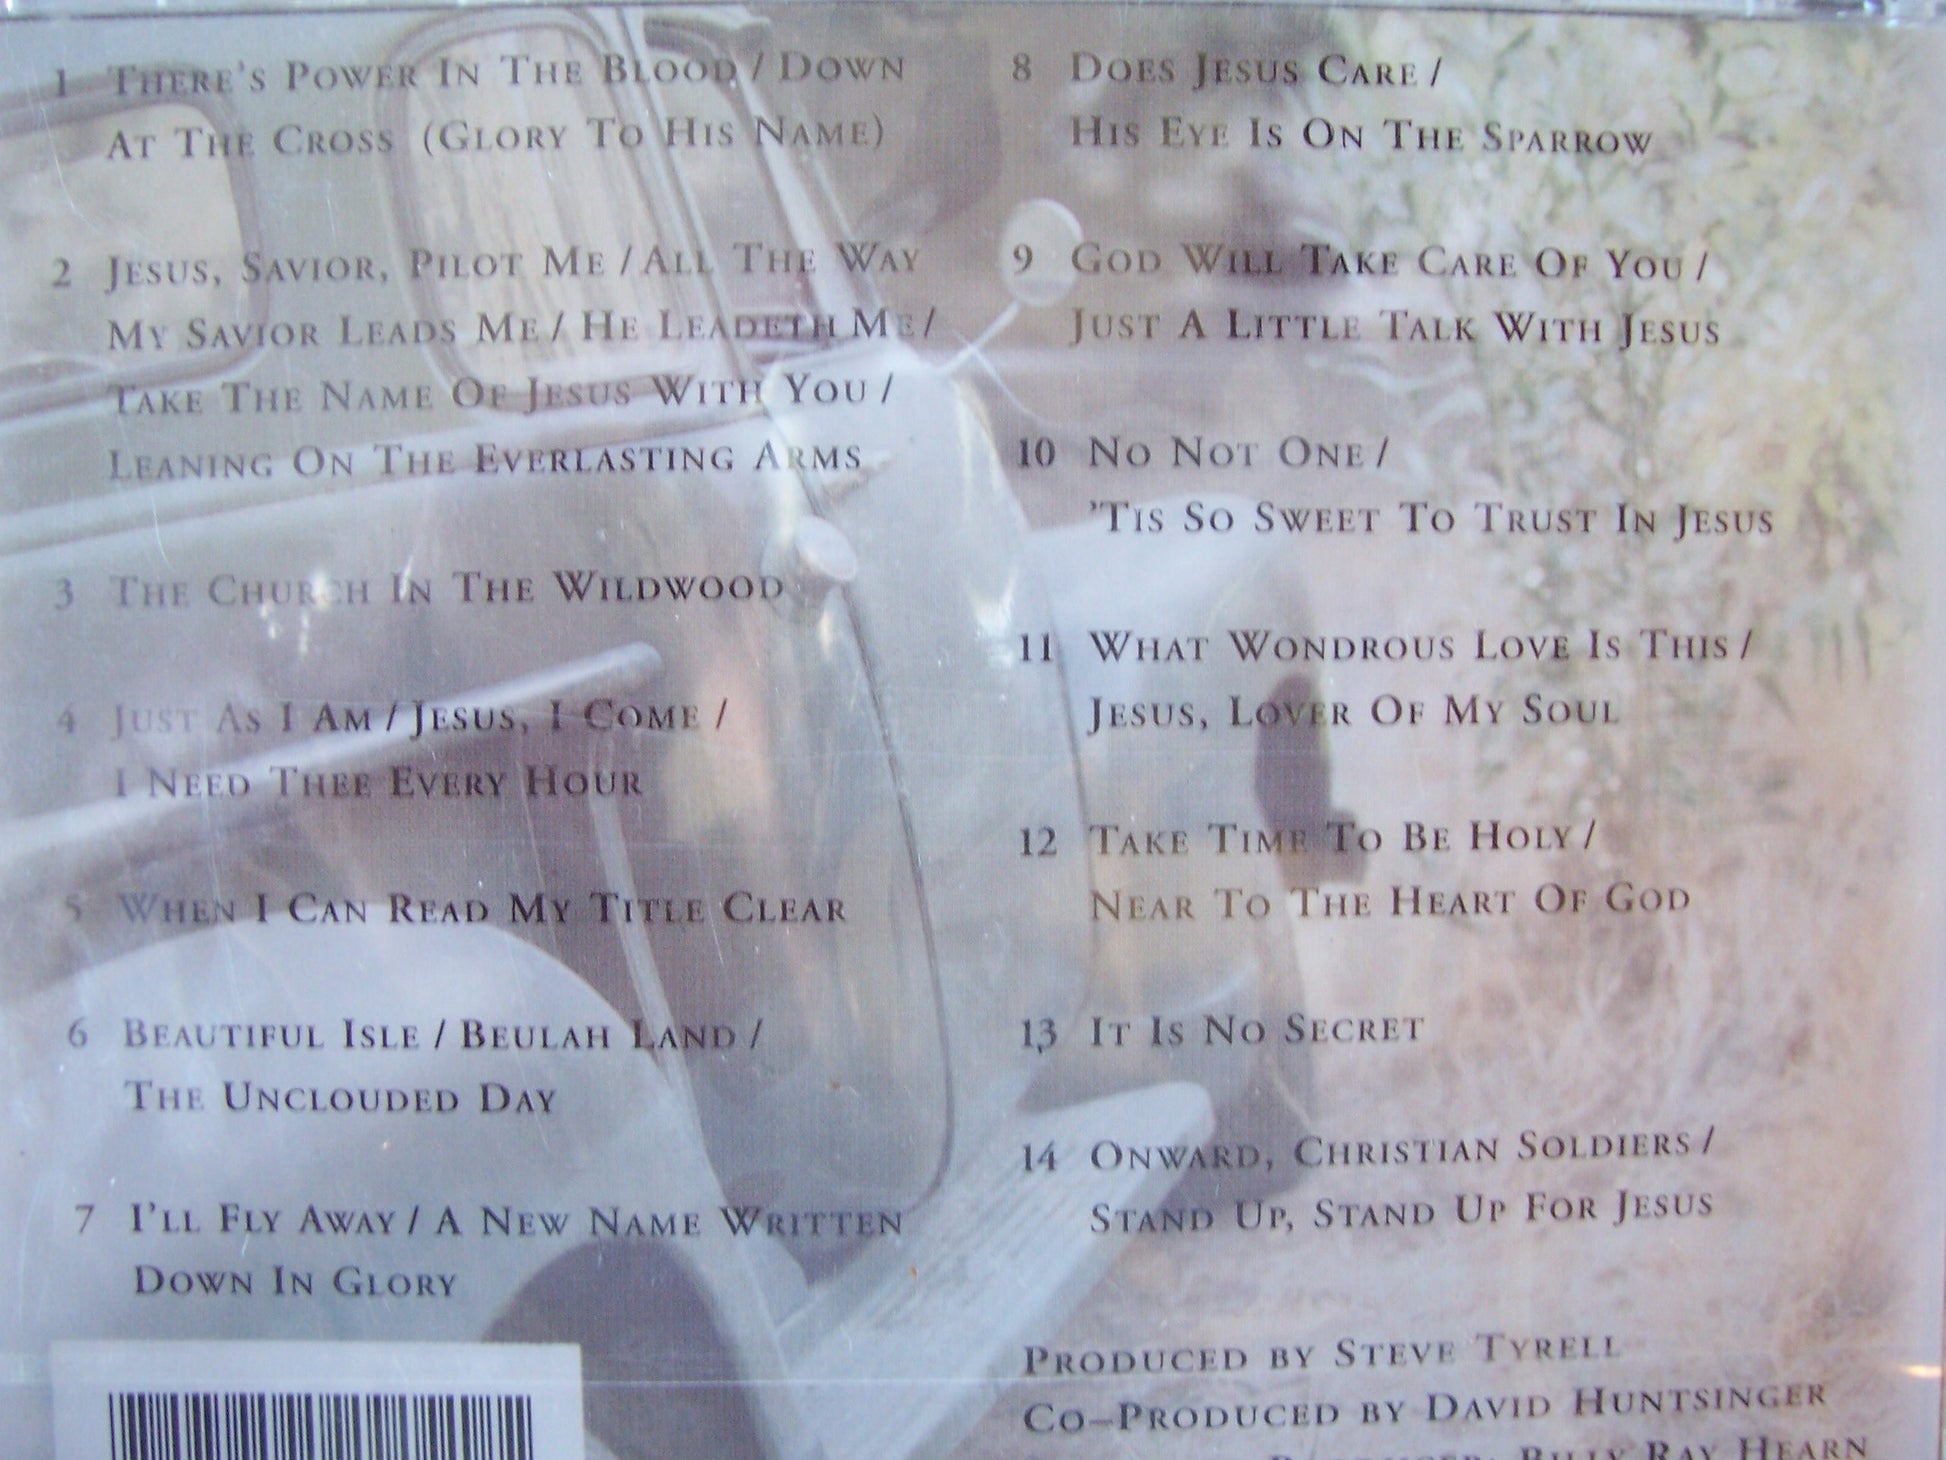 1 There's Power In The Blood / Down
At The Cross (Glory To His Name)
2 Jesus, Savior, Pilot Me / All The Way
My Savior Leads Me / He Leadeth Me /
Take The Name Of Jesus With You /
Leaning On The Everlasting Arms
3 The Church In The Wildwood
4 Just As I Am / Jesus, I Come /
I Need Thee Every Hour
5 When I Can Read My Title Clear
6 Beautiful Isle / Beulah Land /
The Unclouded Day
7 I'll Fly Away / A New Name Written
Down In Glory
8 Does Jesus Care /
His Eye Is On The Sparrow
9 God Will Take Care Of You /
Just A Little Talk With Jesus
10 No Not One /
'Tis So Sweet To Trust In Jesus
11 What Wondrous Love Is This /
Jesus, Lover Of My Soul
12 Take Time To Be Holy /
Near To The Heart Of God
13 It Is No Secret
14 Onward, Christian Soldiers /
Stand Up, Stand Up For Jesus
Produced by Steve Tyrell
Co-Produced by David Huntsinger
Billy Ray Hearn